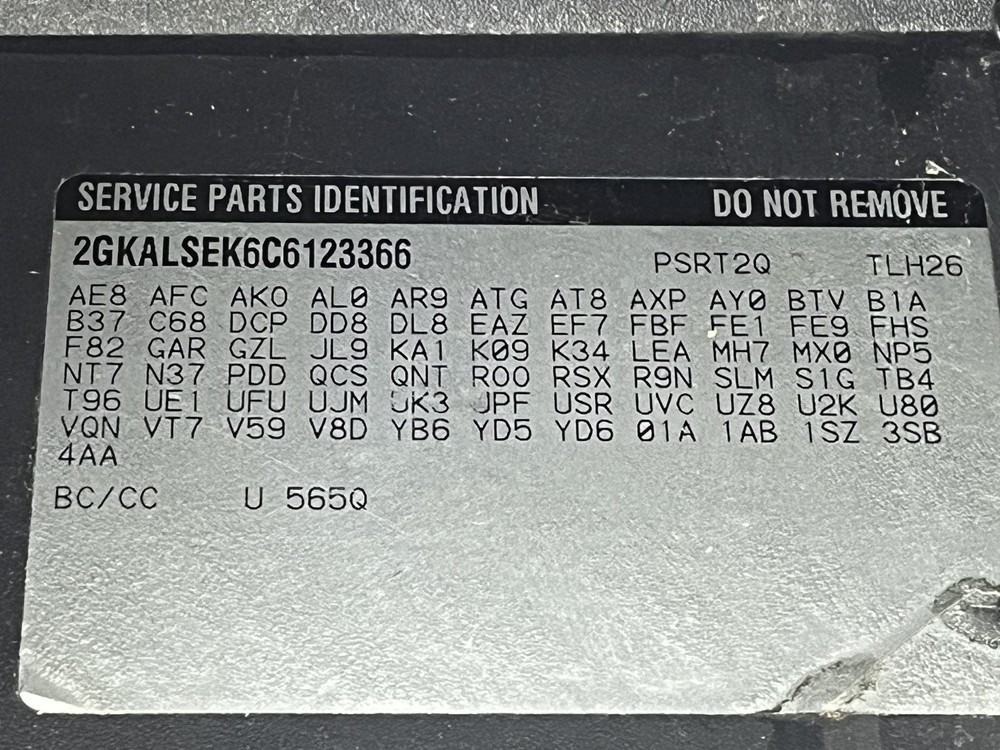 SERVICE PARTS IDENTIFICATION DO NOT REMOVE
2GKALSEK6C6123366 PSRT2Q TLH26
AE8 AFC AKO AL0 AR9 ATG AT8 AXP AY0 BTV B1A
B37 C68 DCP DD8 DL8 EAZ EF7 FBF FE1 FE9 FHS
F82 GAR GZL JL9 KA1 K09 K34 LEA MH7 MX0 NP5
NT7 N37 PDD QCS QNT ROO RSX R9N SLM S1G TB4
T96 UE1 UFU UJM UK3 UPF USR UVC UZ8 U2K U80
VQN VT7 V59 V8D YB6 YD5 YD6 01A 1AB 1SZ 3SB
4AA
BC/CC U 565Q